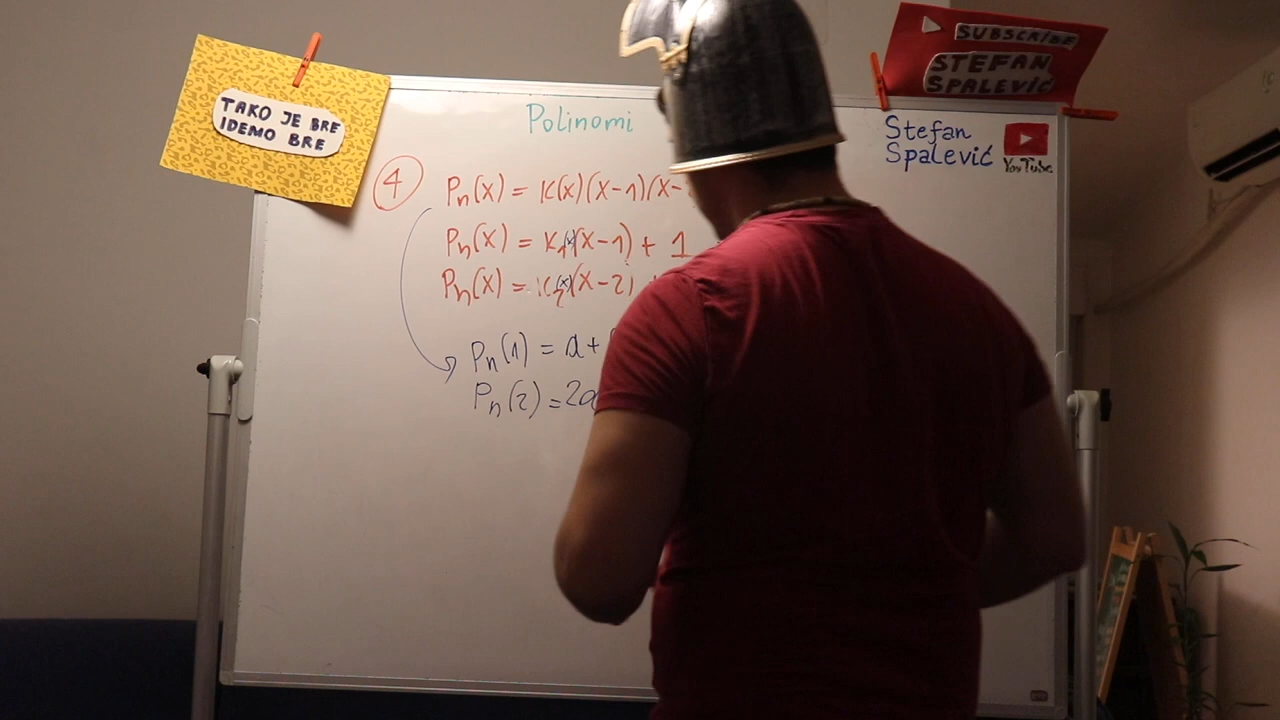 TAKO JE BRE
IDEMO BRE
SUBSCRIBE
STEFAN
SPALEVIĆ
Polinomi
Stefan
Spalević
YouTube
4
Pn(x) = K(x)(x-1)(x-
Pn(x) = K1(x)(x-1) + 1
Pn(x) = K2(x)(x-2)
Pn(1) = a+
Pn(2) = 2a